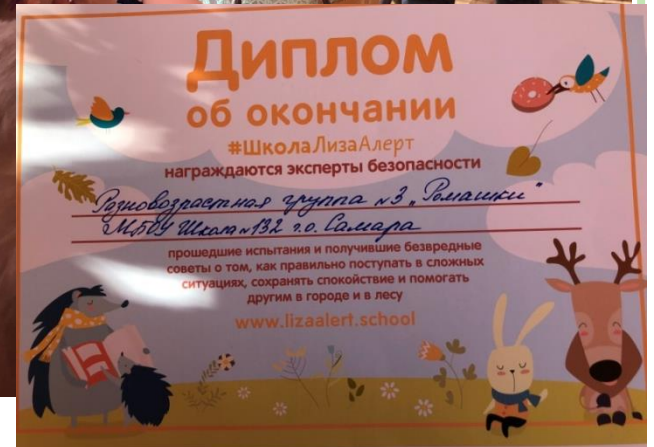 Диплом
об окончании
#ШколаЛизаАлерт
награждаются эксперты безопасности
Разновозрастная группа №3 „Ромашки"
МБОУ Школа №132 г.о. Самара
прошедшие испытания и получившие безвредные
советы о том, как правильно поступать в сложных
ситуациях, сохранять спокойствие и помогать
другим в городе и в лесу
www.lizaalert.school